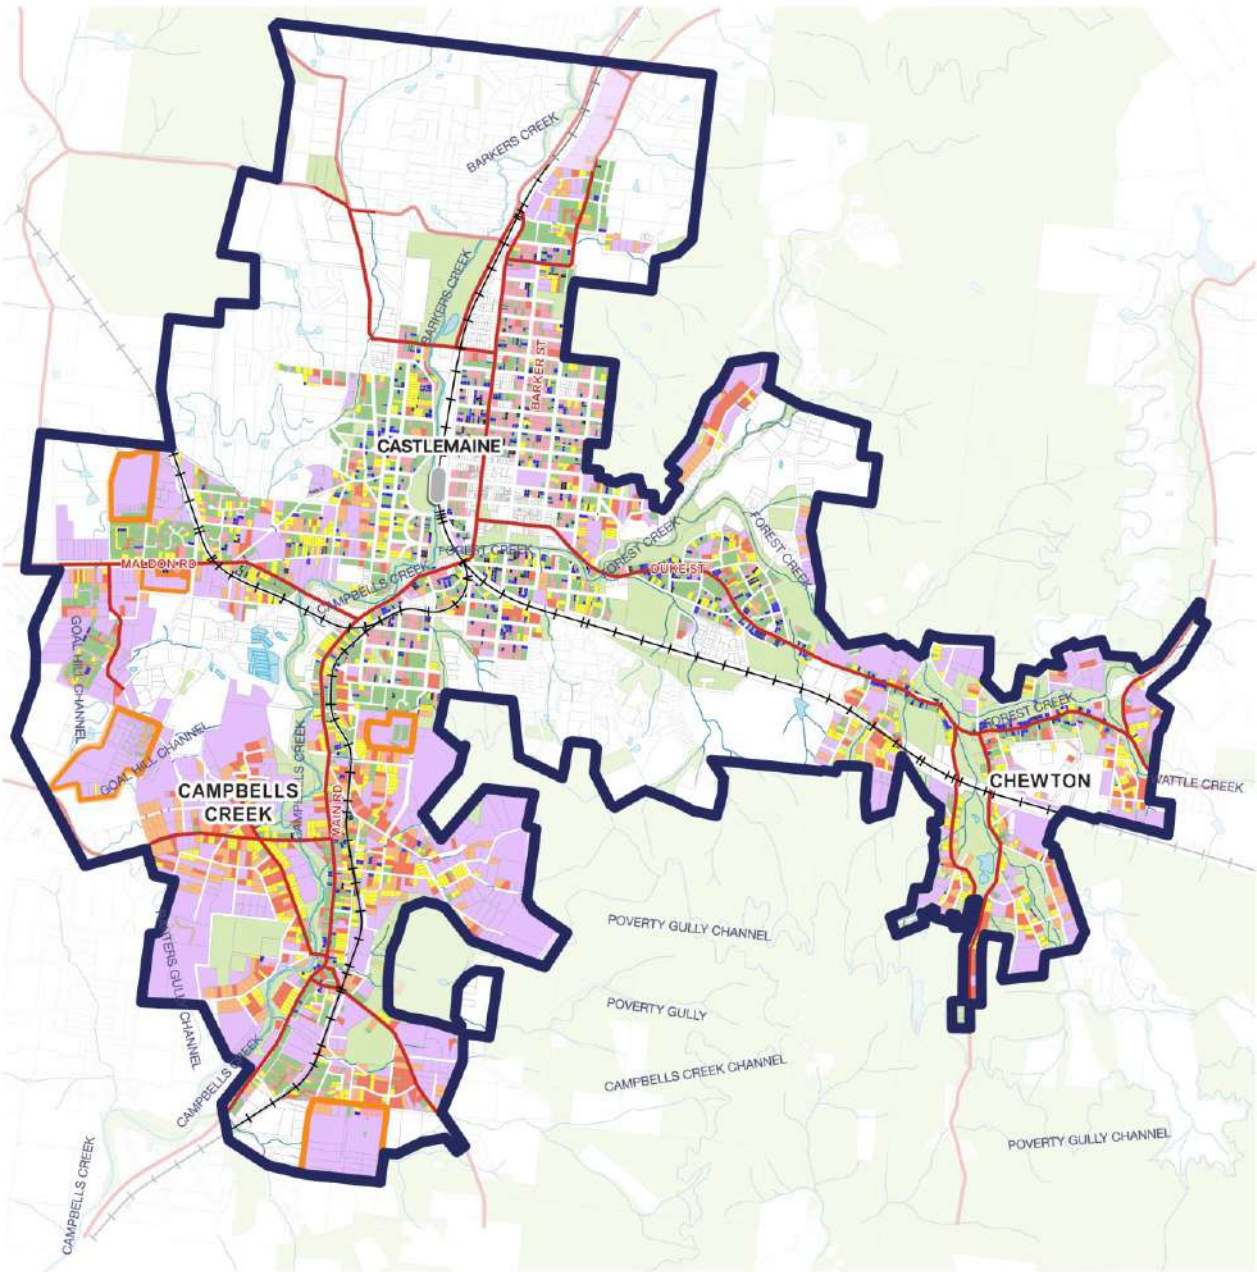 BARKERS CREEK
BARKERS CREEK
BARKER ST
CASTLEMAINE
FOREST CREEK
FOREST CREEK
FOREST CREEK
MALDON RD
DUKE ST
CAMPBELLS CREEK
GOAL HILL CHANNEL
GOAL HILL CHANNEL
FOREST CREEK
CAMPBELLS CREEK
CAMPBELLS
CREEK
MAIN RD
CHEWTON
WATTLE CREEK
POVERTY GULLY CHANNEL
POVERTY GULLY
CAMPBELLS CREEK
CAMPBELLS CREEK CHANNEL
POVERTY GULLY CHANNEL
CAMPBELLS CREEK